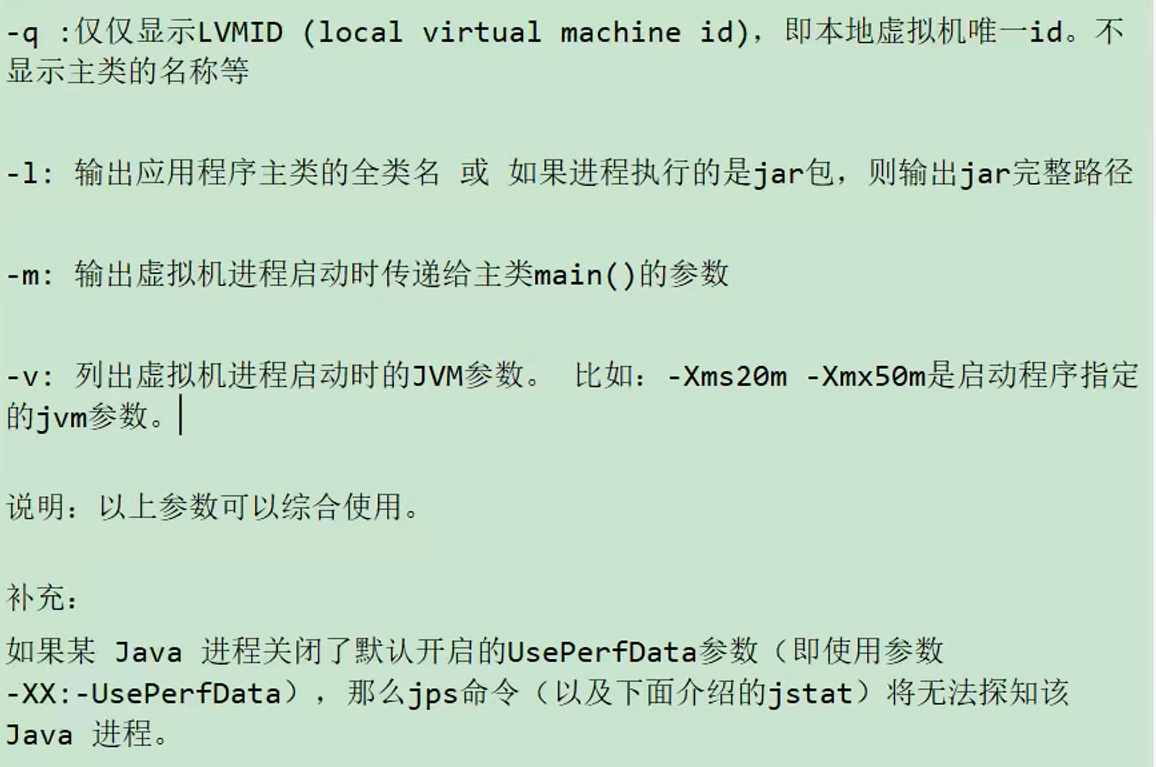 -q :仅仅显示LVMID (local virtual machine id)，即本地虚拟机唯一id。不
显示主类的名称等
-l: 输出应用程序主类的全类名 或 如果进程执行的是jar包，则输出jar完整路径
-m: 输出虚拟机进程启动时传递给主类main()的参数
-v: 列出虚拟机进程启动时的JVM参数。 比如：-Xms20m -Xmx50m是启动程序指定
的jvm参数。
说明：以上参数可以综合使用。
补充：
如果某 Java 进程关闭了默认开启的UsePerfData参数（即使用参数
-XX:-UsePerfData），那么jps命令（以及下面介绍的jstat）将无法探知该
Java 进程。